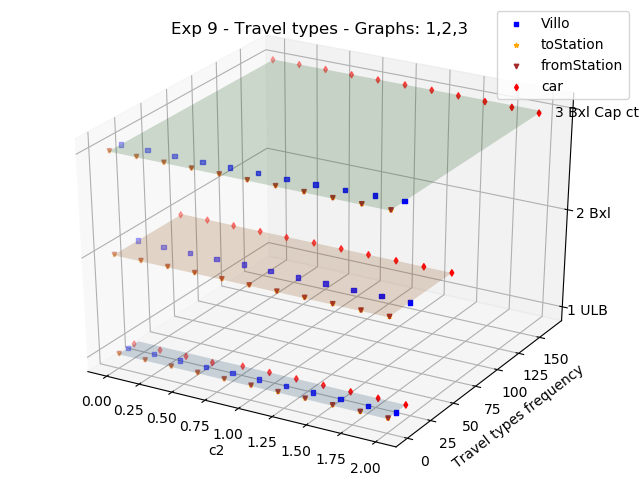 Exp 9 - Travel types - Graphs: 1,2,3
Villo
toStation
fromStation
car
3 Bxl Cap ct
2 Bxl
1 ULB
0.00
0.25
0.50
0.75
1.00
1.25
1.50
1.75
2.00
c2
0
25
50
75
100
125
150
Travel types frequency